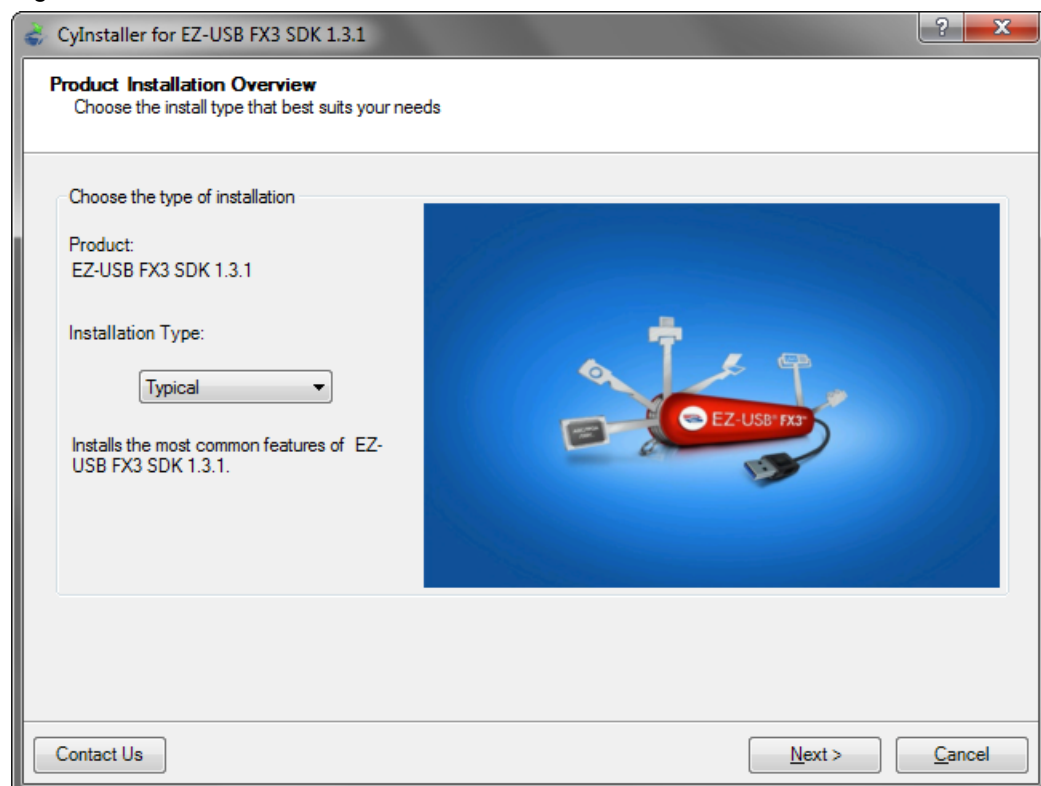 CyInstaller for EZ-USB FX3 SDK 1.3.1
?
X
Product Installation Overview
Choose the install type that best suits your needs
Choose the type of installation
Product:
EZ-USB FX3 SDK 1.3.1
Installation Type:
Typical
Installs the most common features of EZ-
USB FX3 SDK 1.3.1.
EZ-USB® FX3™
Contact Us
Next >
Cancel